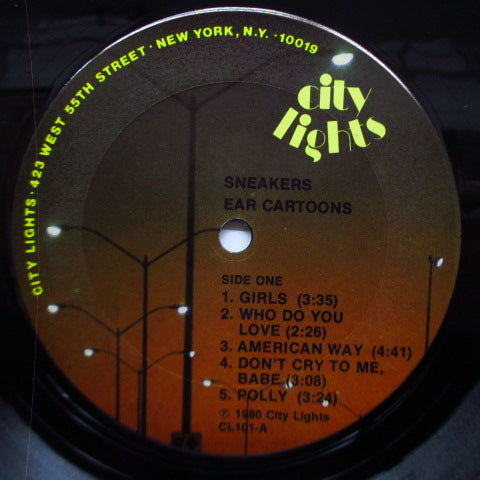 CITY LIGHTS · 423 WEST 55TH STREET · NEW YORK, N.Y. · 10019
city
lights
SNEAKERS
EAR CARTOONS
SIDE ONE
1. GIRLS (3:35)
2. WHO DO YOU
LOVE (2:26)
3. AMERICAN WAY (4:41)
4. DON'T CRY TO ME,
BABE (3:08)
5. POLLY (3:24)
℗ 1980 City Lights
CL101-A